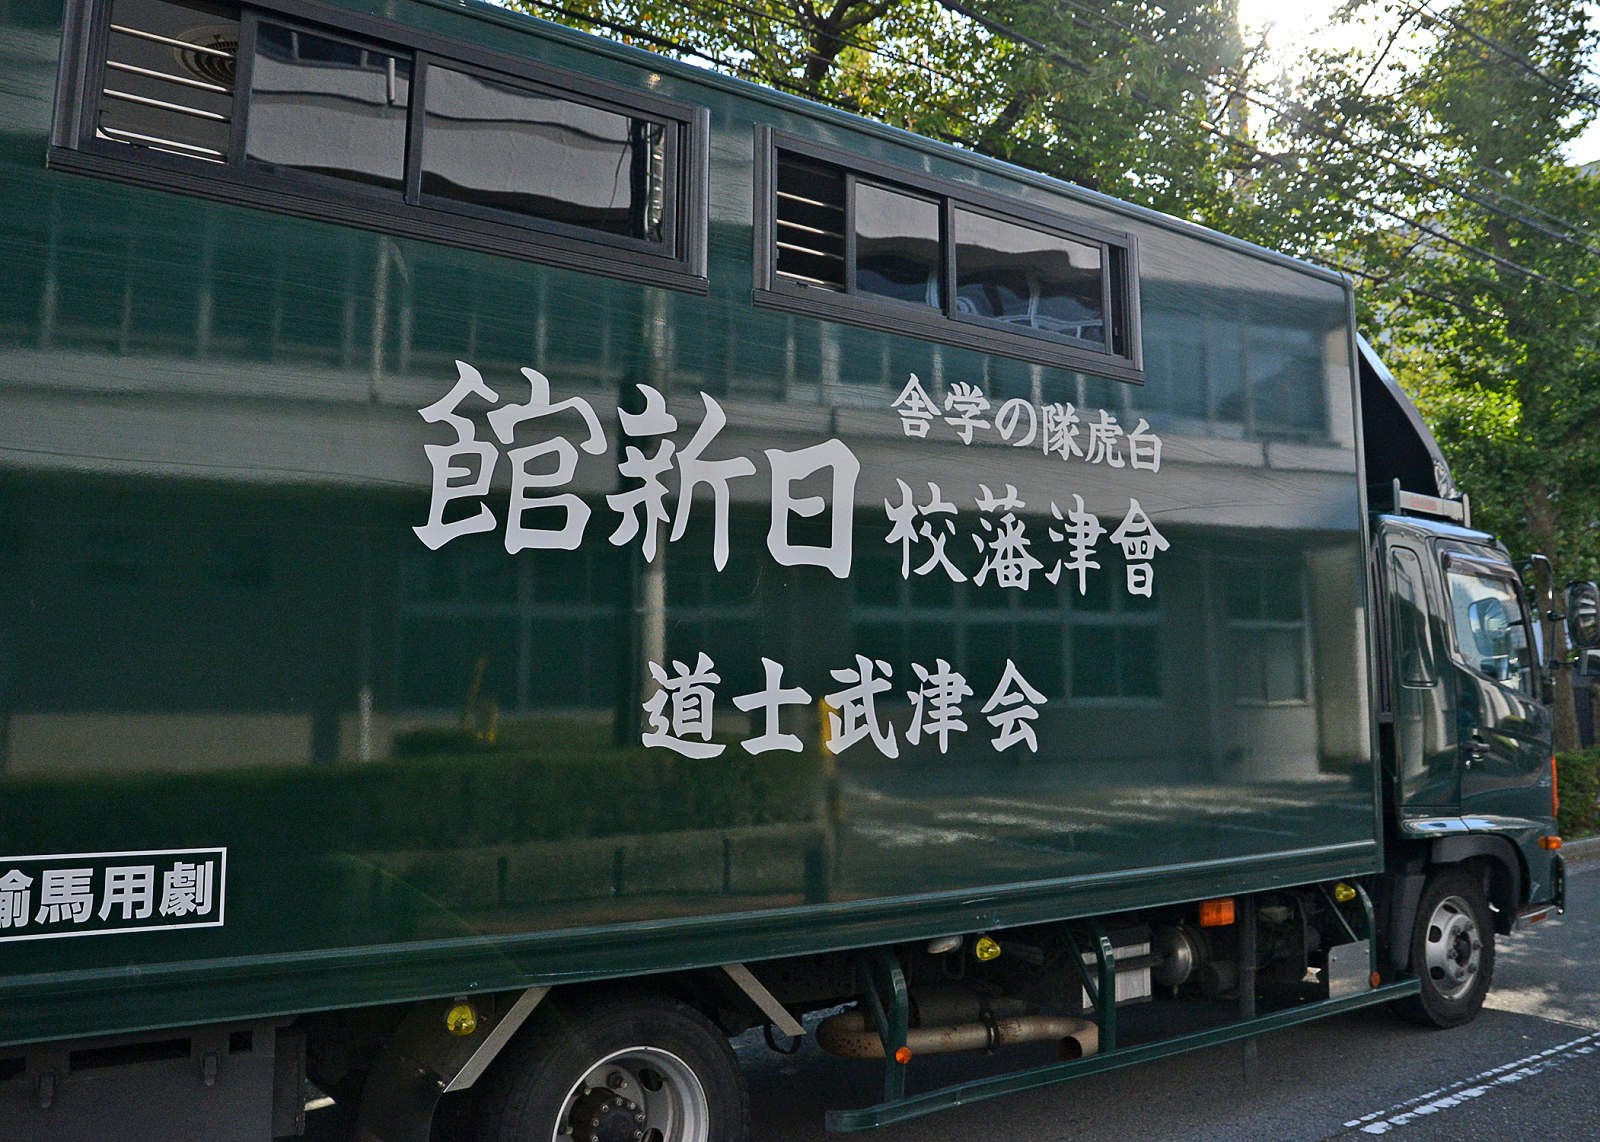 白虎隊の学舎
會津藩校
日新館
会津武士道
劇用馬輸